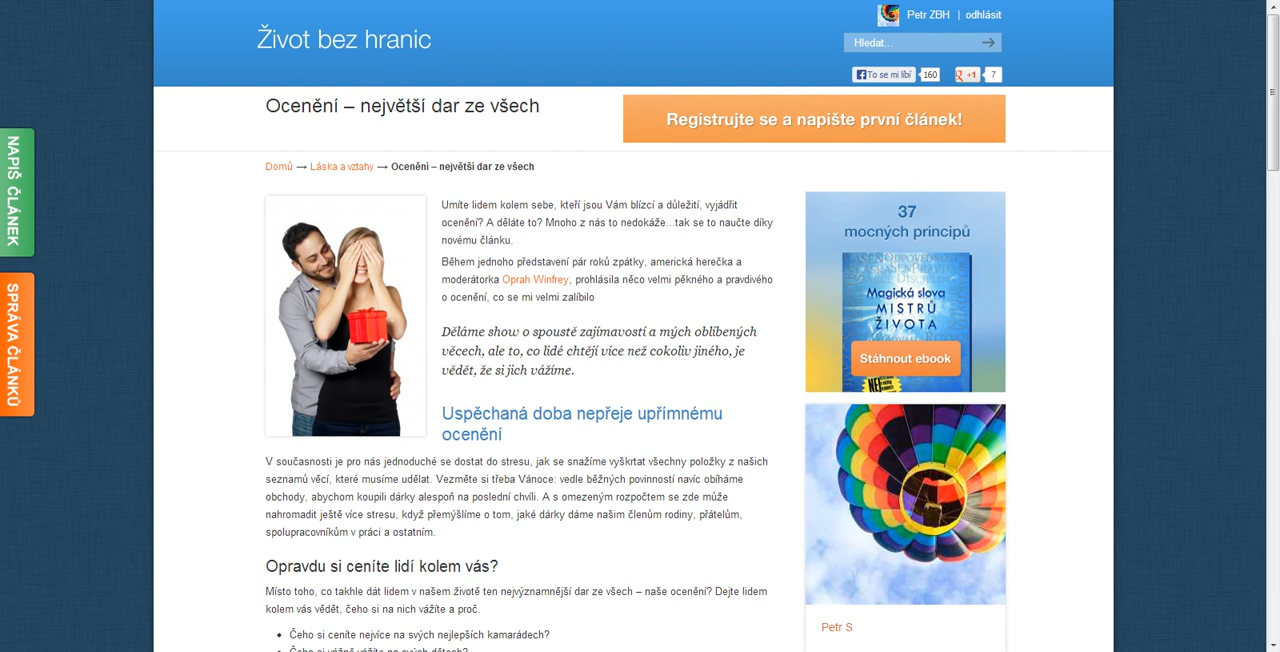 Život bez hranic
Petr ZBH | odhlásit
Hledat...
To se mi líbí 160
+1 7
Ocenění – největší dar ze všech
Registrujte se a napište první článek!
NAPIŠ ČLÁNEK
SPRÁVA ČLÁNKŮ
Domů → Láska a vztahy → Ocenění – největší dar ze všech
Umíte lidem kolem sebe, kteří jsou Vám blízcí a důležití, vyjádřit
ocenění? A děláte to? Mnoho z nás to nedokáže...tak se to naučte díky
novému článku.
Během jednoho představení pár roků zpátky, americká herečka a
moderátorka Oprah Winfrey, prohlásila něco velmi pěkného a pravdivého
o ocenění, co se mi velmi zalíbilo
Děláme show o spoustě zajímavostí a mých oblíbených
věcech, ale to, co lidé chtějí více než cokoliv jiného, je
vědět, že si jich vážíme.
Uspěchaná doba nepřeje upřímnému
ocenění
V současnosti je pro nás jednoduché se dostat do stresu, jak se snažíme vyškrtat všechny položky z našich
seznamů věcí, které musíme udělat. Vezměte si třeba Vánoce: vedle běžných povinností navíc obíháme
obchody, abychom koupili dárky alespoň na poslední chvíli. A s omezeným rozpočtem se zde může
nahromadit ještě více stresu, když přemýšlíme o tom, jaké dárky dáme našim členům rodiny, přátelům,
spolupracovníkům v práci a ostatním.
Opravdu si ceníte lidí kolem vás?
Místo toho, co takhle dát lidem v našem životě ten nejvýznamnější dar ze všech – naše ocenění? Dejte lidem
kolem vás vědět, čeho si na nich vážíte a proč.
• Čeho si ceníte nejvíce na svých nejlepších kamarádech?
• Čeho si vážně vážíte na svých dětech?
37
mocných principů
Magická slova
MISTRŮ
ŽIVOTA
Stáhnout ebook
Petr S